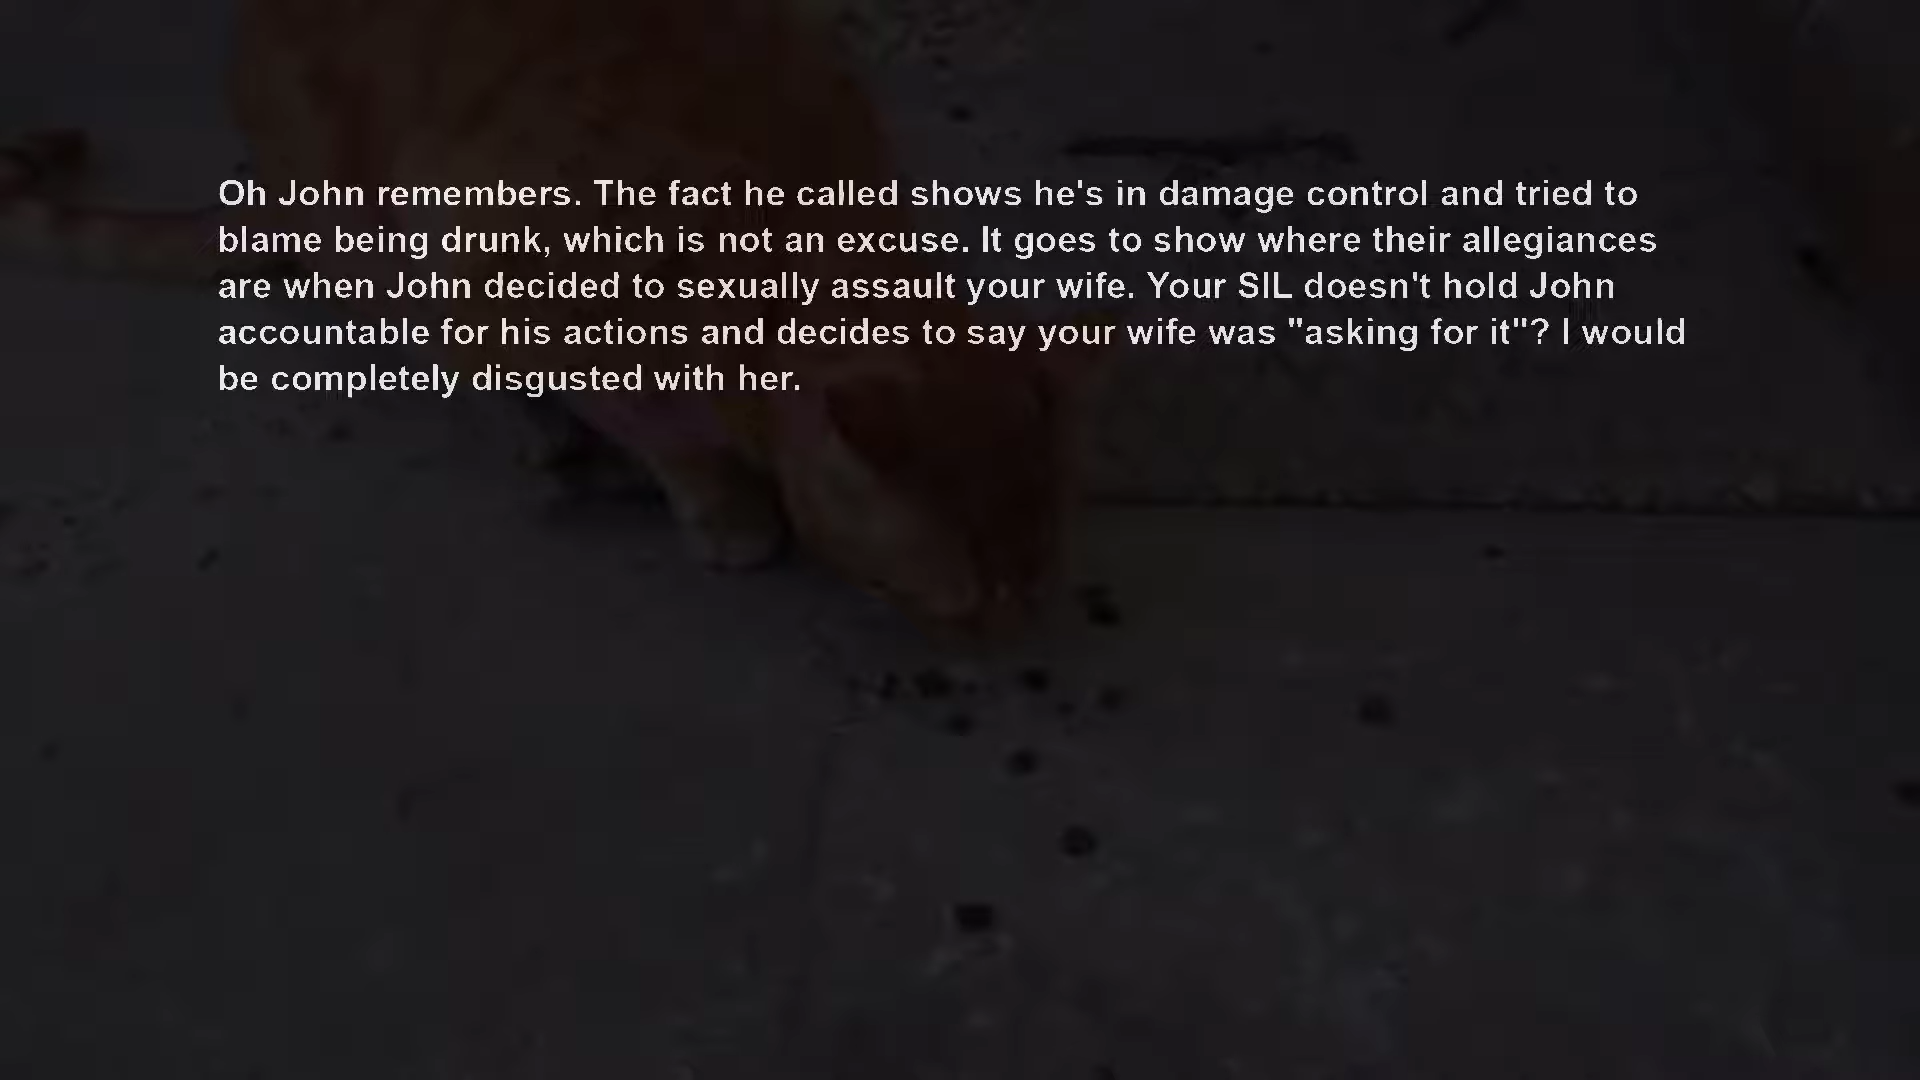 Oh John remembers. The fact he called shows he's in damage control and tried to
blame being drunk, which is not an excuse. It goes to show where their allegiances
are when John decided to sexually assault your wife. Your SIL doesn't hold John
accountable for his actions and decides to say your wife was "asking for it"? I would
be completely disgusted with her.